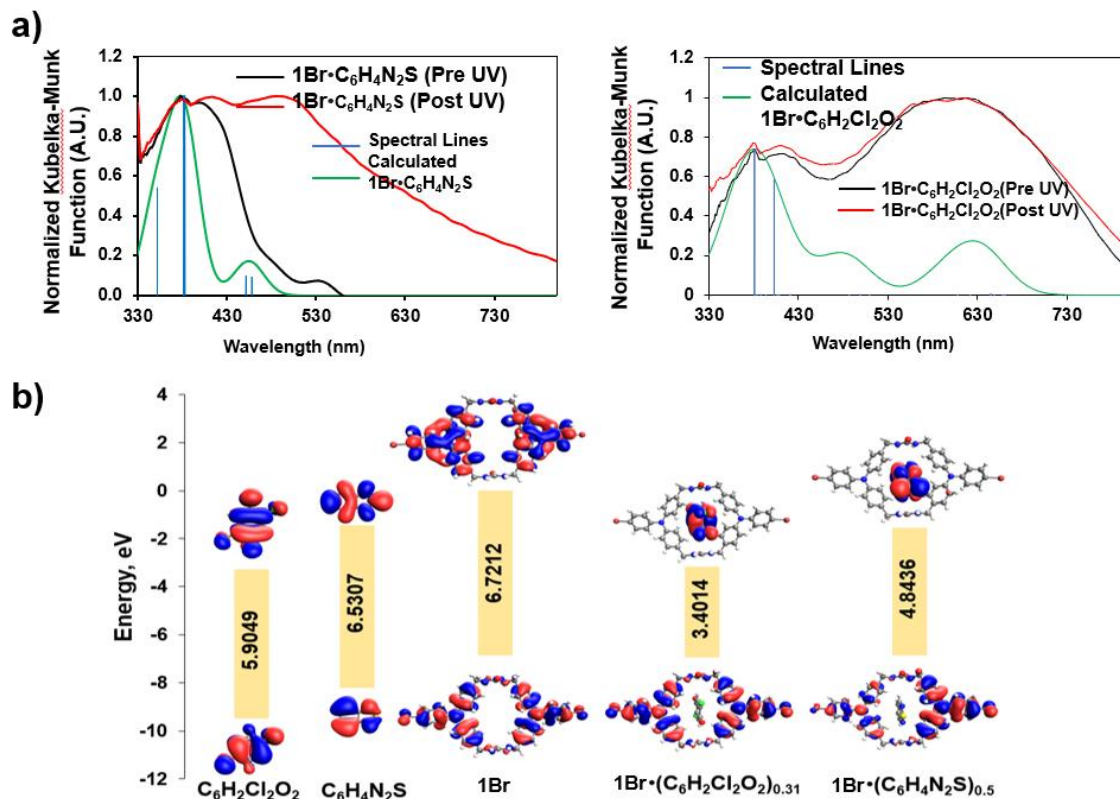 a)
Normalized Kubelka-Munk
Function (A.U.)
1.2
1.0
0.8
0.6
0.4
0.2
0.0
330
430
530
630
730
Wavelength (nm)
1Br•C₆H₄N₂S (Pre UV)
1Br•C₆H₄N₂S (Post UV)
Spectral Lines
Calculated
1Br•C₆H₄N₂S
Normalized Kubelka-Munk
Function (A.U.)
1.2
1
0.8
0.6
0.4
0.2
0
330
430
530
630
730
Wavelength (nm)
Spectral Lines
Calculated
1Br•C₆H₂Cl₂O₂
1Br•C₆H₂Cl₂O₂(Pre UV)
1Br•C₆H₂Cl₂O₂(Post UV)
b)
Energy, eV
4
2
0
-2
-4
-6
-8
-10
-12
5.9049
6.5307
6.7212
3.4014
4.8436
C₆H₂Cl₂O₂
C₆H₄N₂S
1Br
1Br•(C₆H₂Cl₂O₂)₀.₃₁
1Br•(C₆H₄N₂S)₀.₅